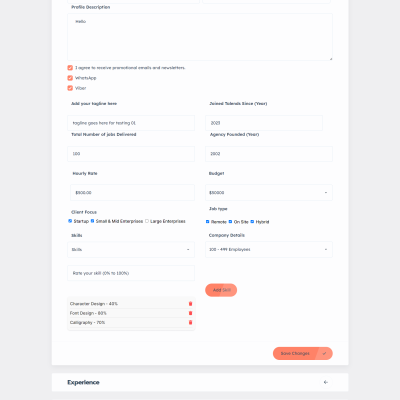 Profile Description
Hello
I agree to receive promotional emails and newsletters.
WhatsApp
Viber
Add your tagline here
Joined Talends Since (Year)
tagline goes here for testing 01
2023
Total Number of jobs Delivered
Agency Founded (Year)
100
2002
Hourly Rate
Budget
$500.00
$50000
Client Focus
Job type
Startup Small & Mid Enterprises Large Enterprises
Remote On Site Hybrid
Skills
Company Details
Skills
100 - 499 Employees
Rate your skill (0% to 100%)
Add Skill
Character Design - 40%
Font Design - 80%
Calligraphy - 70%
Save Changes
Experience